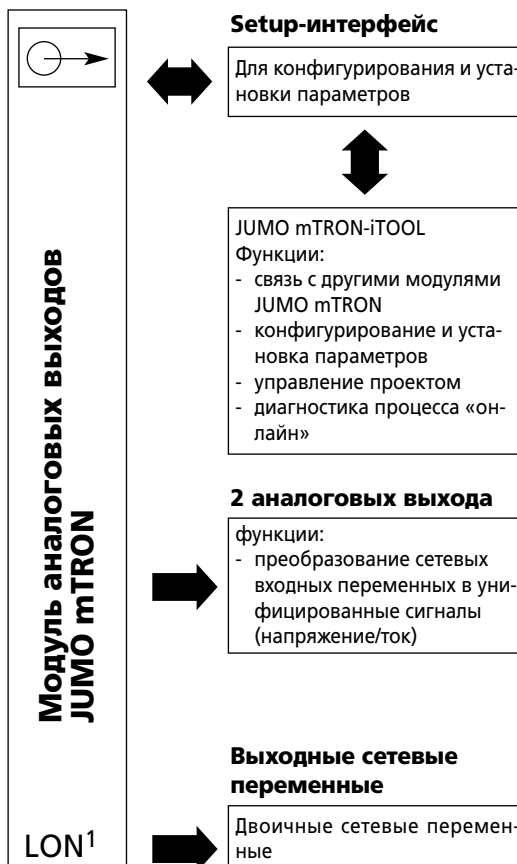 Setup-интерфейс
Для конфигурирования и уста-
новки параметров
JUMO mTRON-iTOOL
Функции:
- связь с другими модулями
JUMO mTRON
- конфигурирование и уста-
новка параметров
- управление проектом
- диагностика процесса «он-
лайн»
Модуль аналоговых выходов
JUMO mTRON
2 аналоговых выхода
функции:
- преобразование сетевых
входных переменных в уни-
фицированные сигналы
(напряжение/ток)
Выходные сетевые
переменные
LON¹
Двоичные сетевые перемен-
ные